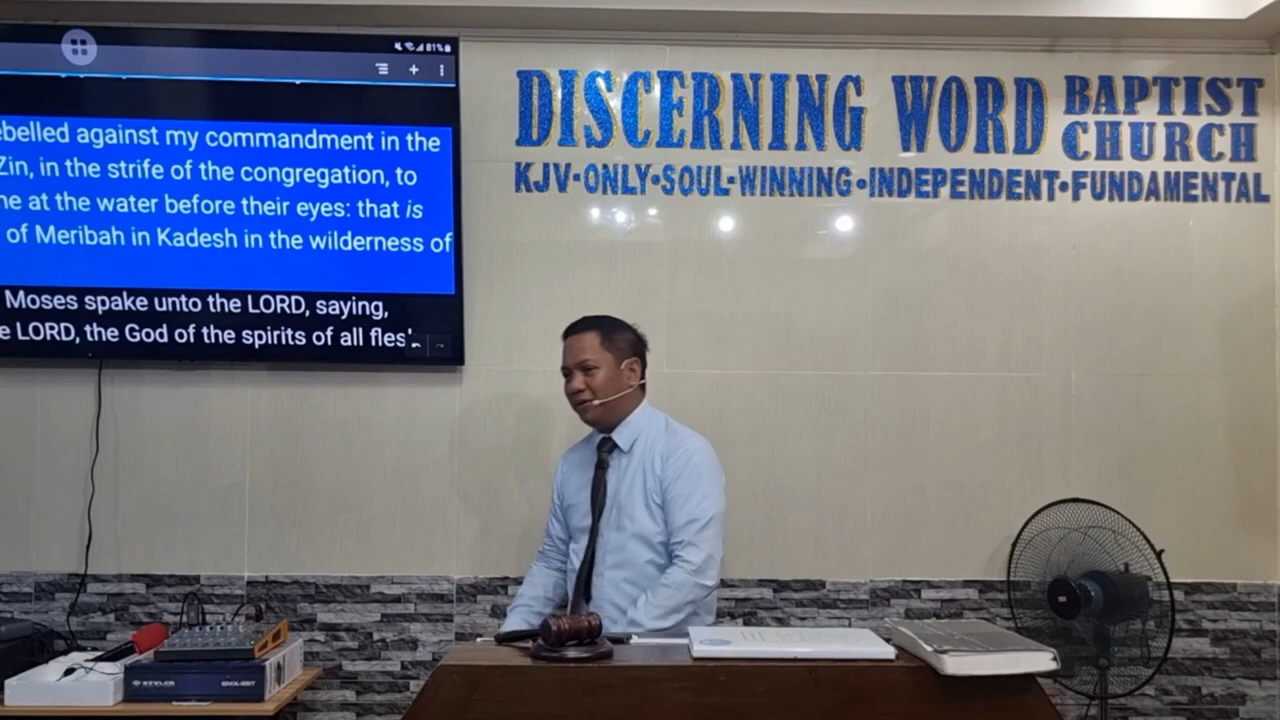 81%
ebelled against my commandment in the
Zin, in the strife of the congregation, to
ne at the water before their eyes: that is
of Meribah in Kadesh in the wilderness of
Moses spake unto the LORD, saying,
e LORD, the God of the spirits of all fles
DISCERNING WORD BAPTIST CHURCH
KJV-ONLY•SOUL-WINNING•INDEPENDENT•FUNDAMENTAL
KEVLER